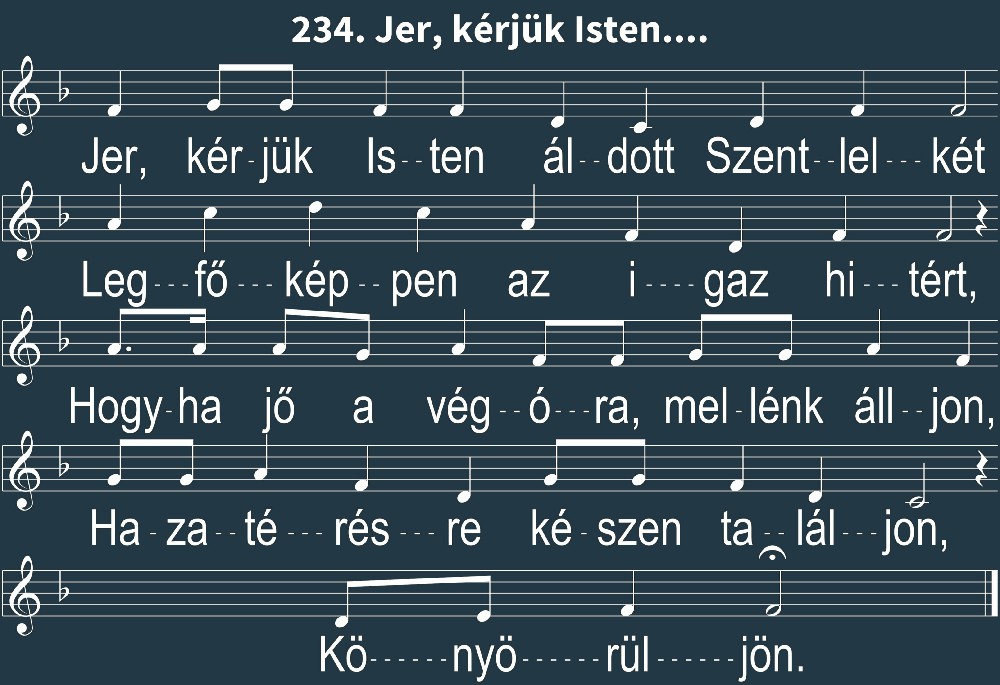 234. Jer, kérjük Isten....
Jer, kér-jük Is--ten ál--dott Szent--lel---két
Leg---fő---kép--pen az i----gaz hi---tért,
Hogy-ha jő a vég--ó---ra, mel-lénk áll--jon,
Ha-za--té---rés---re ké-szen ta--lál---jon,
Kö------nyö------rül------jön.